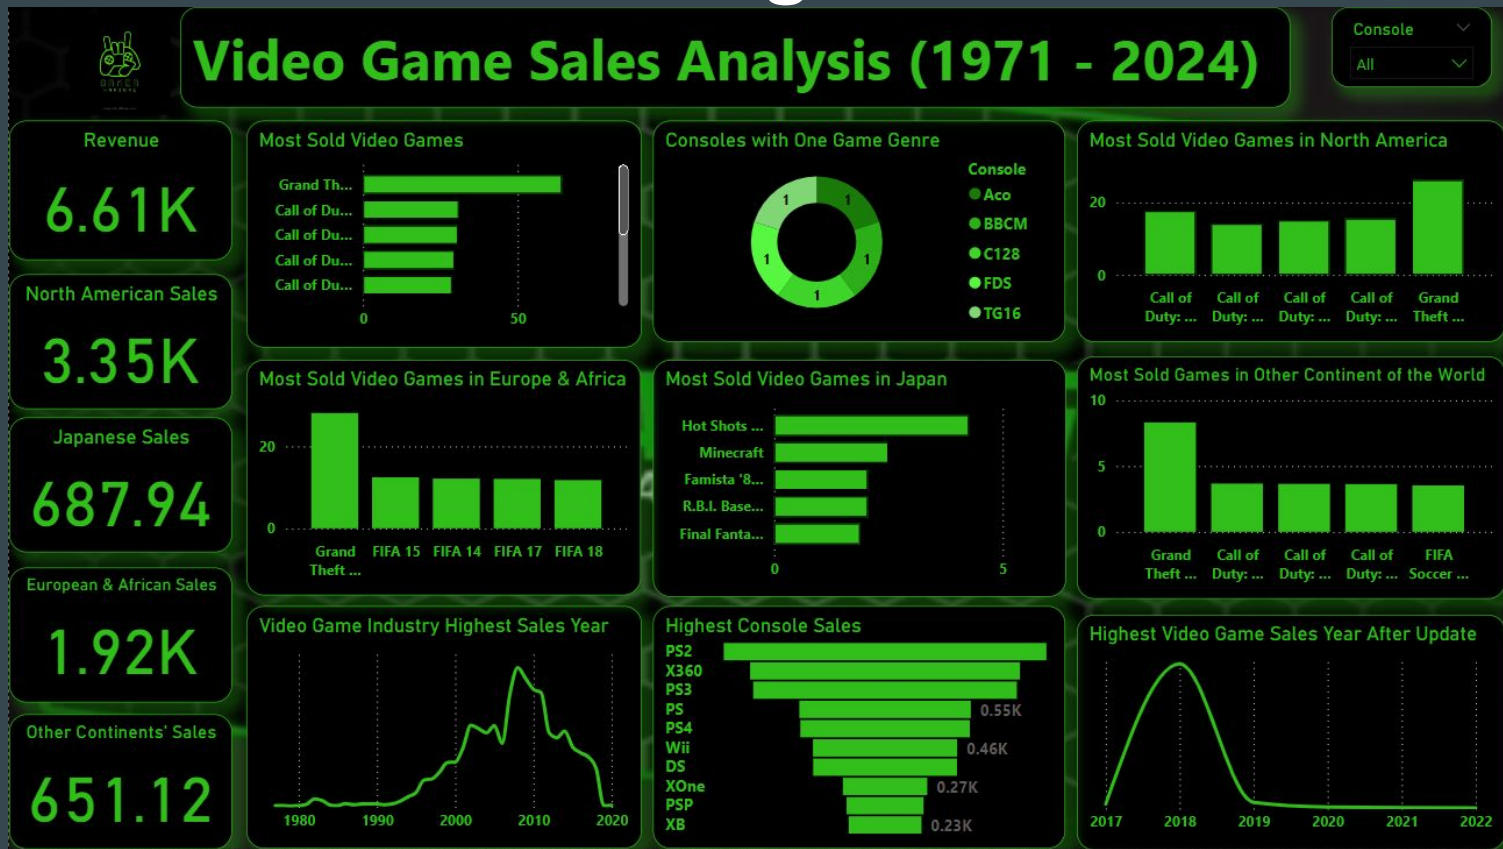 Video Game Sales Analysis (1971 - 2024)
Console
All
Revenue
6.61K
North American Sales
3.35K
Japanese Sales
687.94
European & African Sales
1.92K
Other Continents' Sales
651.12
Most Sold Video Games
Grand Th...
Call of Du...
Call of Du...
Call of Du...
Call of Du...
0 50
Consoles with One Game Genre
1
1
1
1
1
Console
Aco
BBCM
C128
FDS
TG16
Most Sold Video Games in North America
20
0
Call of Duty: ...
Call of Duty: ...
Call of Duty: ...
Call of Duty: ...
Grand Theft ...
Most Sold Video Games in Europe & Africa
20
0
Grand Theft ...
FIFA 15
FIFA 14
FIFA 17
FIFA 18
Most Sold Video Games in Japan
Hot Shots ...
Minecraft
Famista '8...
R.B.I. Base...
Final Fanta...
0 5
Most Sold Games in Other Continent of the World
10
5
0
Grand Theft ...
Call of Duty: ...
Call of Duty: ...
Call of Duty: ...
FIFA Soccer ...
Video Game Industry Highest Sales Year
1980 1990 2000 2010 2020
Highest Console Sales
PS2
X360
PS3
PS 0.55K
PS4
Wii 0.46K
DS
XOne 0.27K
PSP
XB 0.23K
Highest Video Game Sales Year After Update
2017 2018 2019 2020 2021 2022